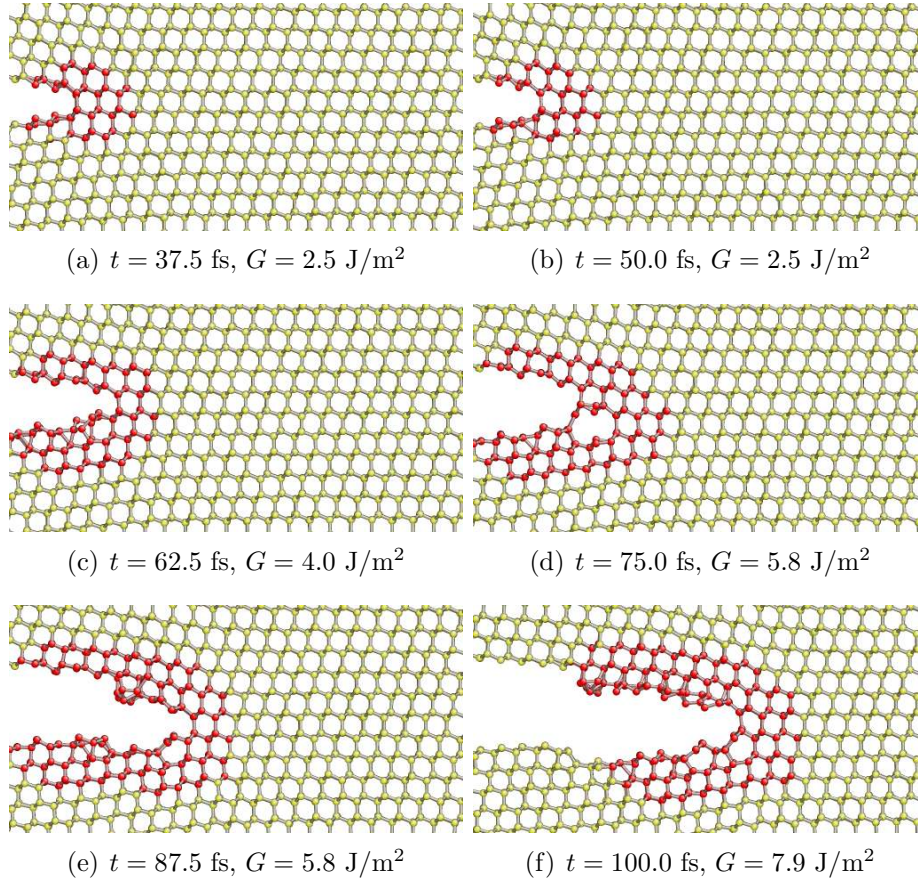 (a) t = 37.5 fs, G = 2.5 J/m²
(b) t = 50.0 fs, G = 2.5 J/m²
(c) t = 62.5 fs, G = 4.0 J/m²
(d) t = 75.0 fs, G = 5.8 J/m²
(e) t = 87.5 fs, G = 5.8 J/m²
(f) t = 100.0 fs, G = 7.9 J/m²